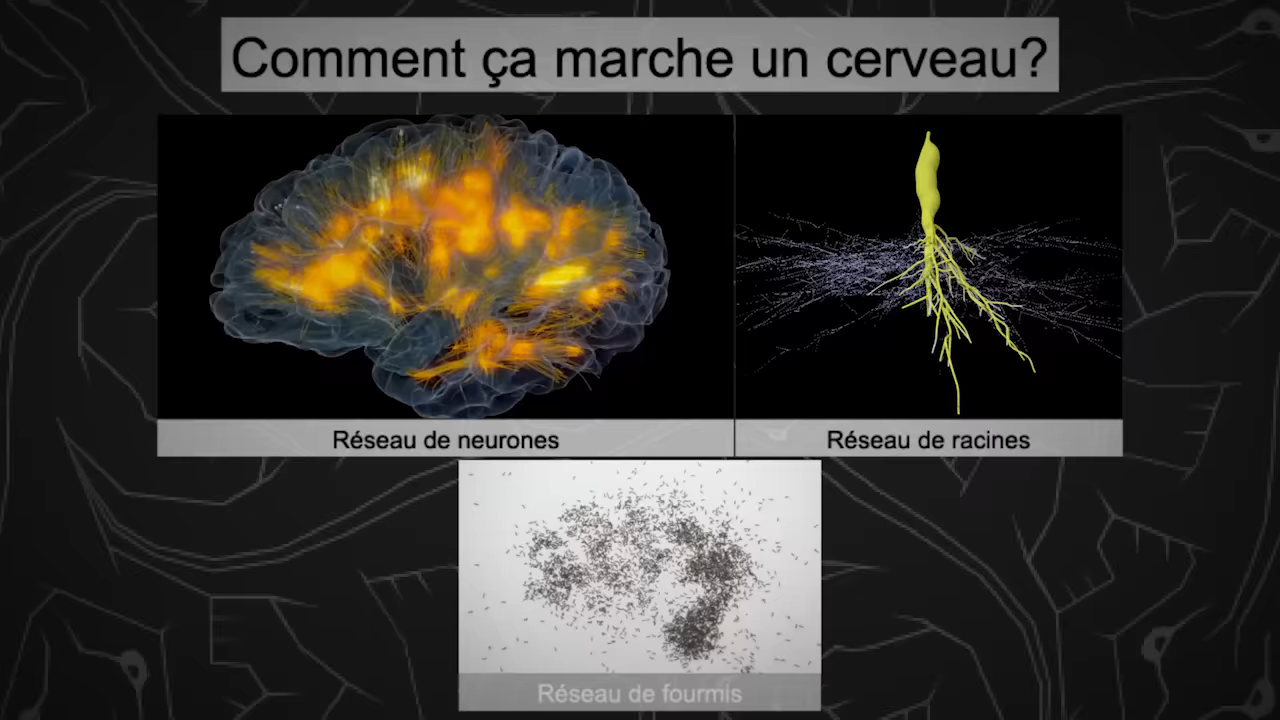 Comment ça marche un cerveau?
Réseau de neurones
Réseau de racines
Réseau de fourmis